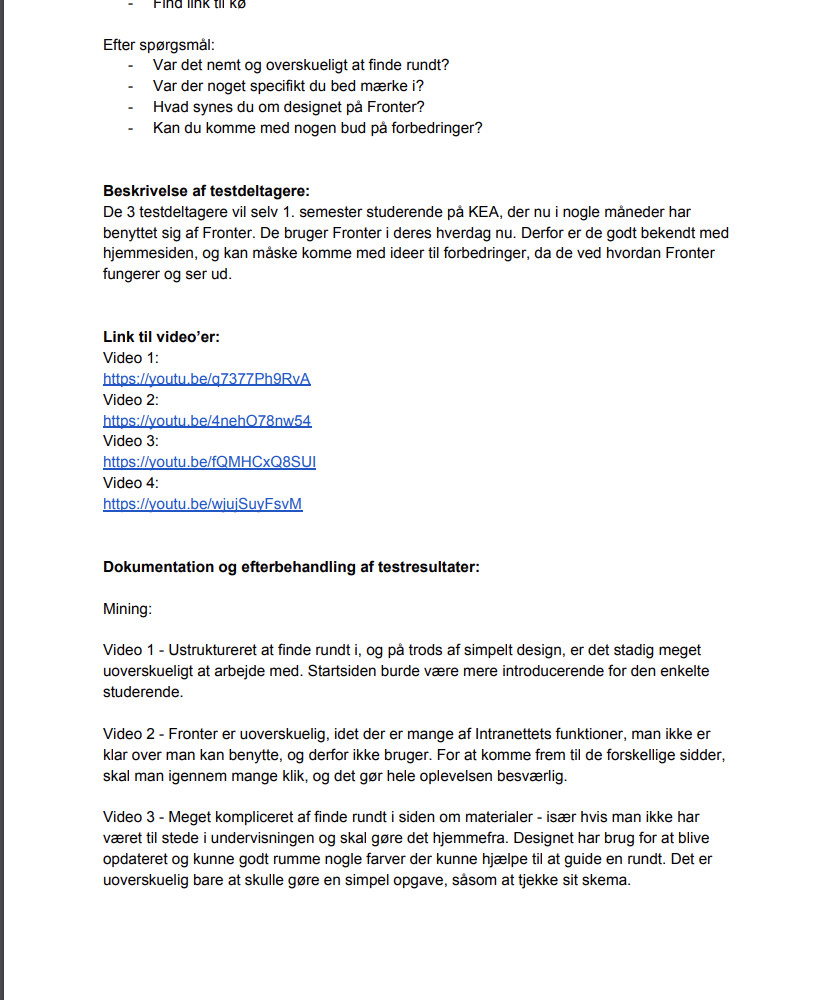 - Find link til kø
Efter spørgsmål:
- Var det nemt og overskueligt at finde rundt?
- Var der noget specifikt du bed mærke i?
- Hvad synes du om designet på Fronter?
- Kan du komme med nogen bud på forbedringer?
Beskrivelse af testdeltagere:
De 3 testdeltagere vil selv 1. semester studerende på KEA, der nu i nogle måneder har
benyttet sig af Fronter. De bruger Fronter i deres hverdag nu. Derfor er de godt bekendt med
hjemmesiden, og kan måske komme med ideer til forbedringer, da de ved hvordan Fronter
fungerer og ser ud.
Link til video’er:
Video 1:
https://youtu.be/q7377Ph9RvA
Video 2:
https://youtu.be/4nehO78nw54
Video 3:
https://youtu.be/fQMHCxQ8SUI
Video 4:
https://youtu.be/wjujSuyFsvM
Dokumentation og efterbehandling af testresultater:
Mining:
Video 1 - Ustruktureret at finde rundt i, og på trods af simpelt design, er det stadig meget
uoverskueligt at arbejde med. Startsiden burde være mere introducerende for den enkelte
studerende.
Video 2 - Fronter er uoverskuelig, idet der er mange af Intranettets funktioner, man ikke er
klar over man kan benytte, og derfor ikke bruger. For at komme frem til de forskellige sidder,
skal man igennem mange klik, og det gør hele oplevelsen besværlig.
Video 3 - Meget kompliceret af finde rundt i siden om materialer - især hvis man ikke har
været til stede i undervisningen og skal gøre det hjemmefra. Designet har brug for at blive
opdateret og kunne godt rumme nogle farver der kunne hjælpe til at guide en rundt. Det er
uoverskuelig bare at skulle gøre en simpel opgave, såsom at tjekke sit skema.